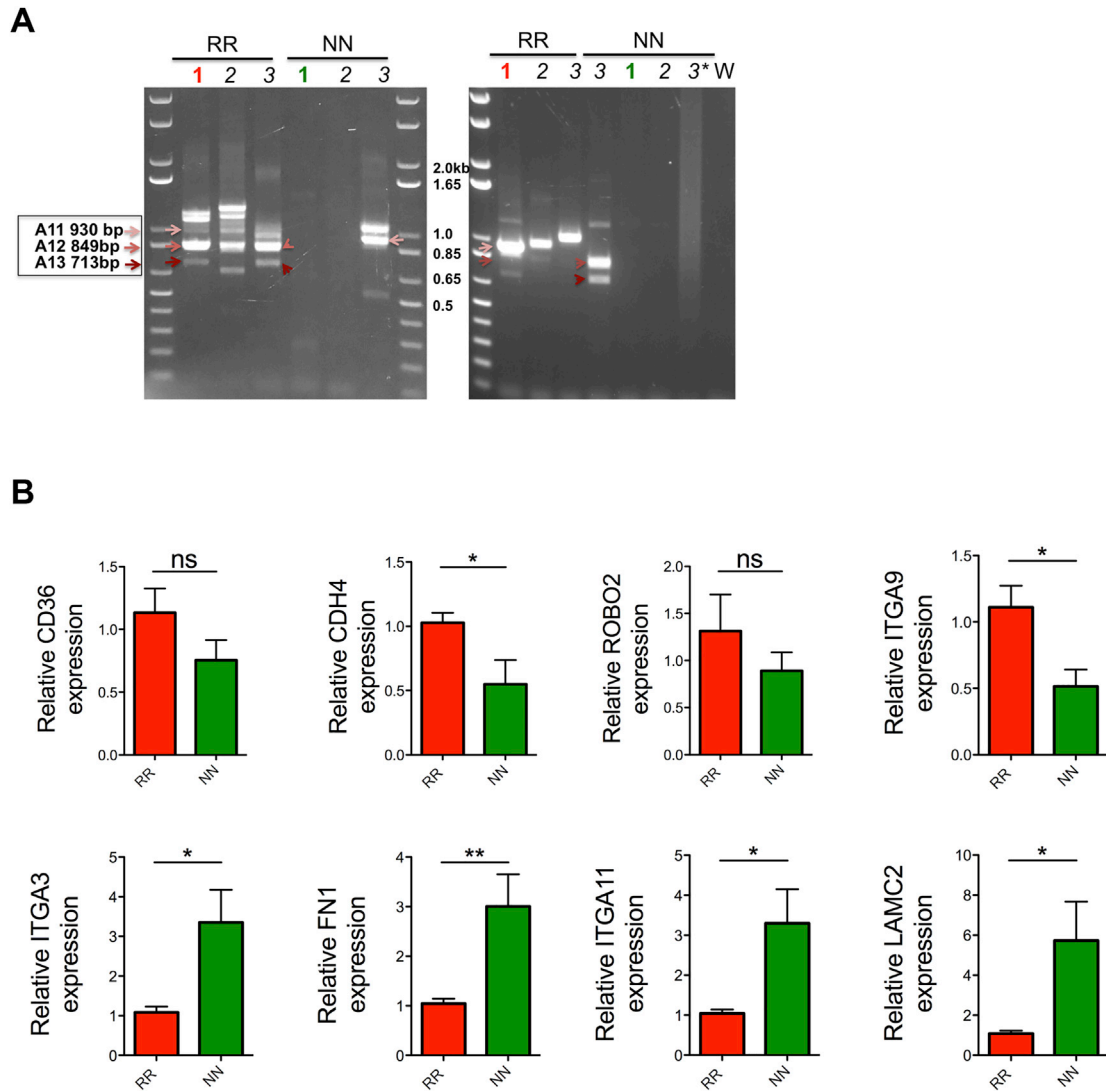 A
RR NN RR NN
1 2 3 1 2 3 1 2 3 3 1 2 3* W
2.0kb
1.65
A11 930 bp 1.0
A12 849bp 0.85
A13 713bp
0.65
0.5
B
Relative CD36
expression
1.5
1.0
0.5
0.0
ns
RR
NN
Relative CDH4
expression
1.5
1.0
0.5
0.0
*
RR
NN
Relative ROBO2
expression
2.0
1.5
1.0
0.5
0.0
ns
RR
NN
Relative ITGA9
expression
1.5
1.0
0.5
0.0
*
RR
NN
Relative ITGA3
expression
5
4
3
2
1
0
*
RR
NN
Relative FN1
expression
4
3
2
1
0
**
RR
NN
Relative ITGA11
expression
5
4
3
2
1
0
*
RR
NN
Relative LAMC2
expression
10
8
6
4
2
0
*
RR
NN